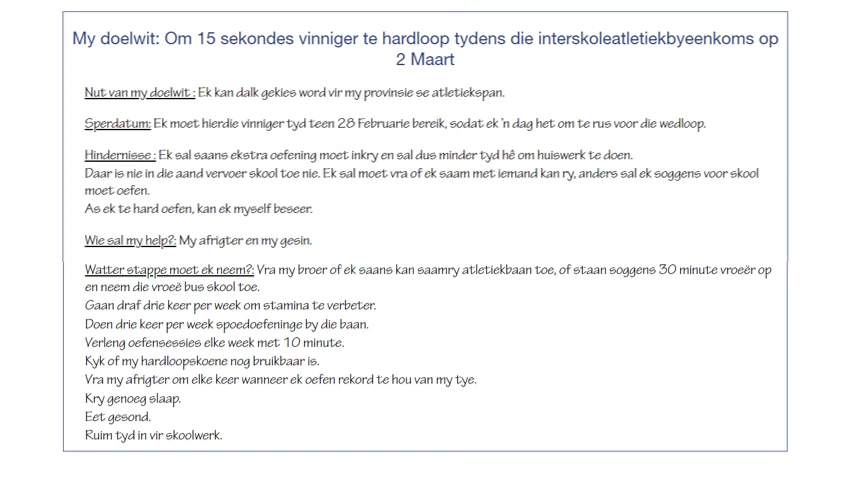 My doelwit: Om 15 sekondes vinniger te hardloop tydens die interskoleatletiekbyeenkoms op
2 Maart
Nut van my doelwit : Ek kan dalk gekies word vir my provinsie se atletiekspan.
Sperdatum: Ek moet hierdie vinniger tyd teen 28 Februarie bereik, sodat ek 'n dag het om te rus voor die wedloop.
Hindernisse : Ek sal saans ekstra oefening moet inkry en sal dus minder tyd hê om huiswerk te doen.
Daar is nie in die aand vervoer skool toe nie. Ek sal moet vra of ek saam met iemand kan ry, anders sal ek soggens voor skool
moet oefen.
As ek te hard oefen, kan ek myself beseer.
Wie sal my help?: My afrigter en my gesin.
Watter stappe moet ek neem?: Vra my broer of ek saans kan saamry atletiekbaan toe, of staan soggens 30 minute vroeër op
en neem die vroeë bus skool toe.
Gaan draf drie keer per week om stamina te verbeter.
Doen drie keer per week spoedoefeninge by die baan.
Verleng oefensessies elke week met 10 minute.
Kyk of my hardloopskoene nog bruikbaar is.
Vra my afrigter om elke keer wanneer ek oefen rekord te hou van my tye.
Kry genoeg slaap.
Eet gesond.
Ruim tyd in vir skoolwerk.